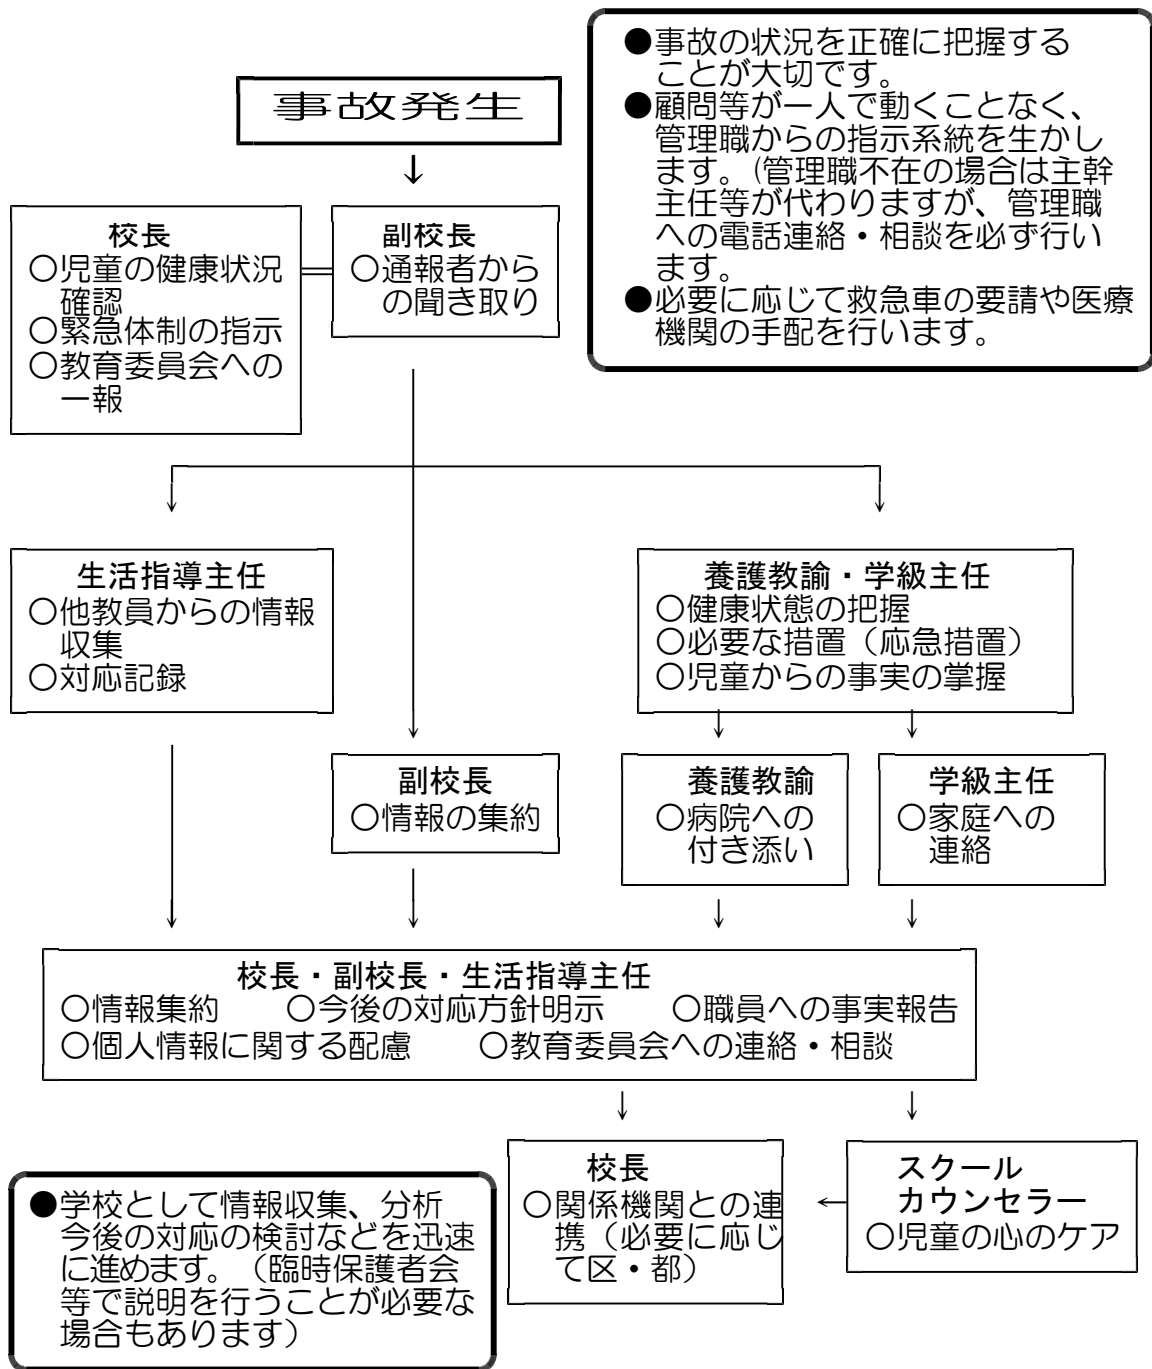 事故発生
●事故の状況を正確に把握する
ことが大切です。
●顧問等が一人で動くことなく、
管理職からの指示系統を生かし
ます。(管理職不在の場合は主幹
主任等が代わりますが、管理職
への電話連絡・相談を必ず行い
ます。
●必要に応じて救急車の要請や医療
機関の手配を行います。
↓
校長
○児童の健康状況
確認
○緊急体制の指示
○教育委員会への
一報
副校長
○通報者から
の聞き取り
生活指導主任
○他教員からの情報
収集
○対応記録
養護教諭・学級主任
○健康状態の把握
○必要な措置（応急措置）
○児童からの事実の掌握
副校長
○情報の集約
養護教諭
○病院への
付き添い
学級主任
○家庭への
連絡
校長・副校長・生活指導主任
○情報集約　○今後の対応方針明示　○職員への事実報告
○個人情報に関する配慮　○教育委員会への連絡・相談
校長
○関係機関との連
携（必要に応じ
て区・都）
スクール
カウンセラー
○児童の心のケア
●学校として情報収集、分析
今後の対応の検討などを迅速
に進めます。（臨時保護者会
等で説明を行うことが必要な
場合もあります）